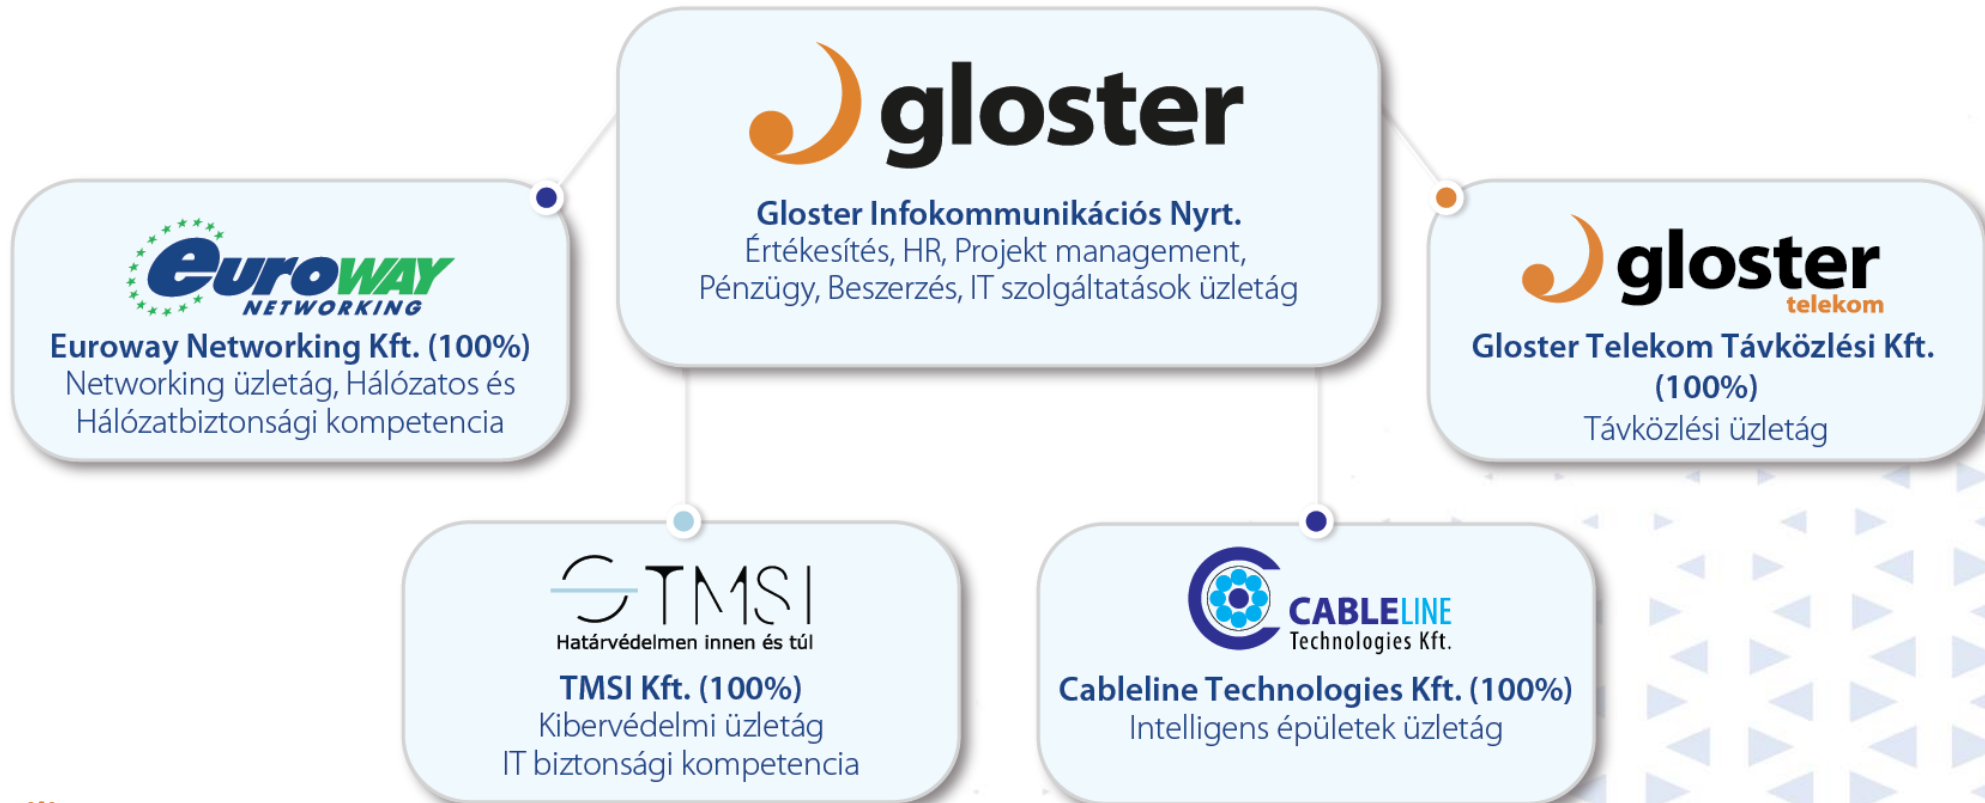 gloster
Gloster Infokommunikációs Nyrt.
Értékesítés, HR, Projekt management,
Pénzügy, Beszerzés, IT szolgáltatások üzletág
euroway
NETWORKING
Euroway Networking Kft. (100%)
Networking üzletág, Hálózatos és
Hálózatbiztonsági kompetencia
gloster
telekom
Gloster Telekom Távközlési Kft.
(100%)
Távközlési üzletág
TMSI
Határvédelmen innen és túl
TMSI Kft. (100%)
Kibervédelmi üzletág
IT biztonsági kompetencia
CABLELINE
Technologies Kft.
Cableline Technologies Kft. (100%)
Intelligens épületek üzletág